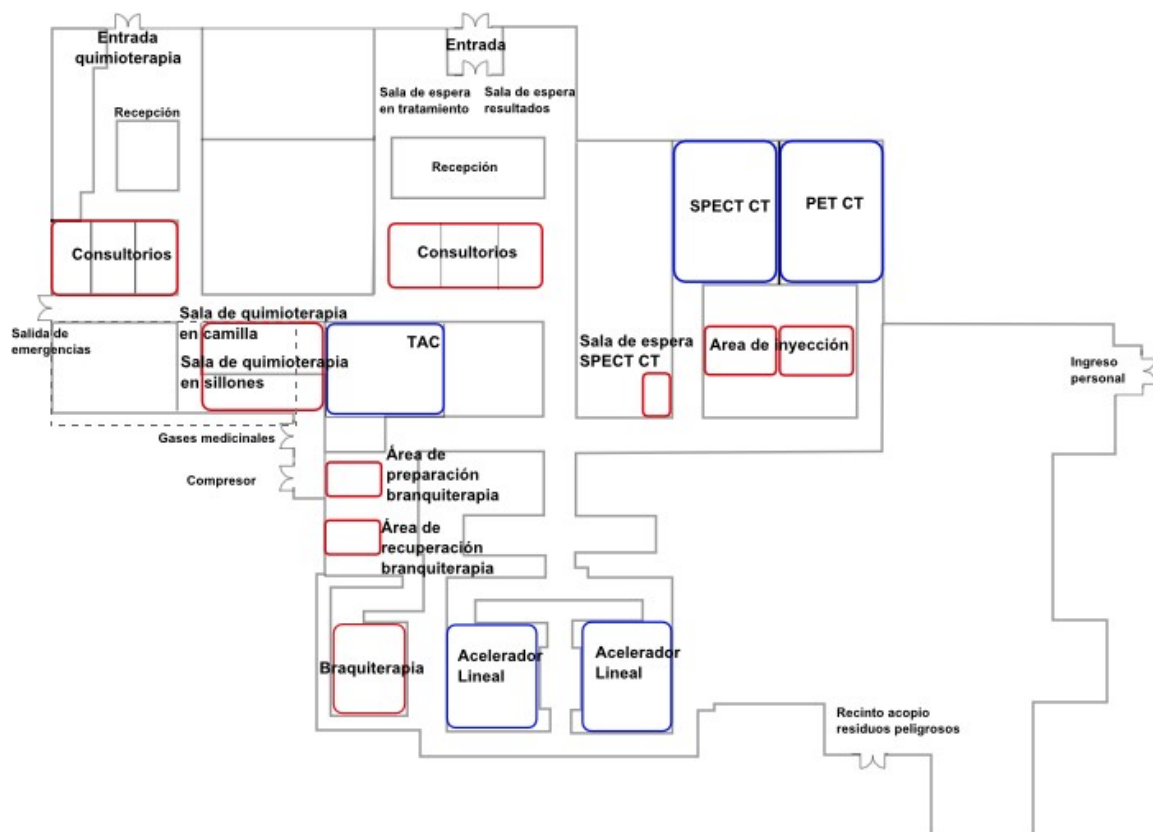 Entrada
quimioterapia
Entrada
Sala de espera
en tratamiento
Sala de espera
resultados
Recepción
Recepción
SPECT CT
PET CT
Consultorios
Consultorios
Salida de
emergencias
Sala de quimioterapia
en camilla
Sala de quimioterapia
en sillones
TAC
Sala de espera
SPECT CT
Area de inyección
Ingreso
personal
Gases medicinales
Compresor
Área de
preparación
branquiterapia
Área de
recuperación
branquiterapia
Braquiterapia
Acelerador
Lineal
Acelerador
Lineal
Recinto acopio
residuos peligrosos